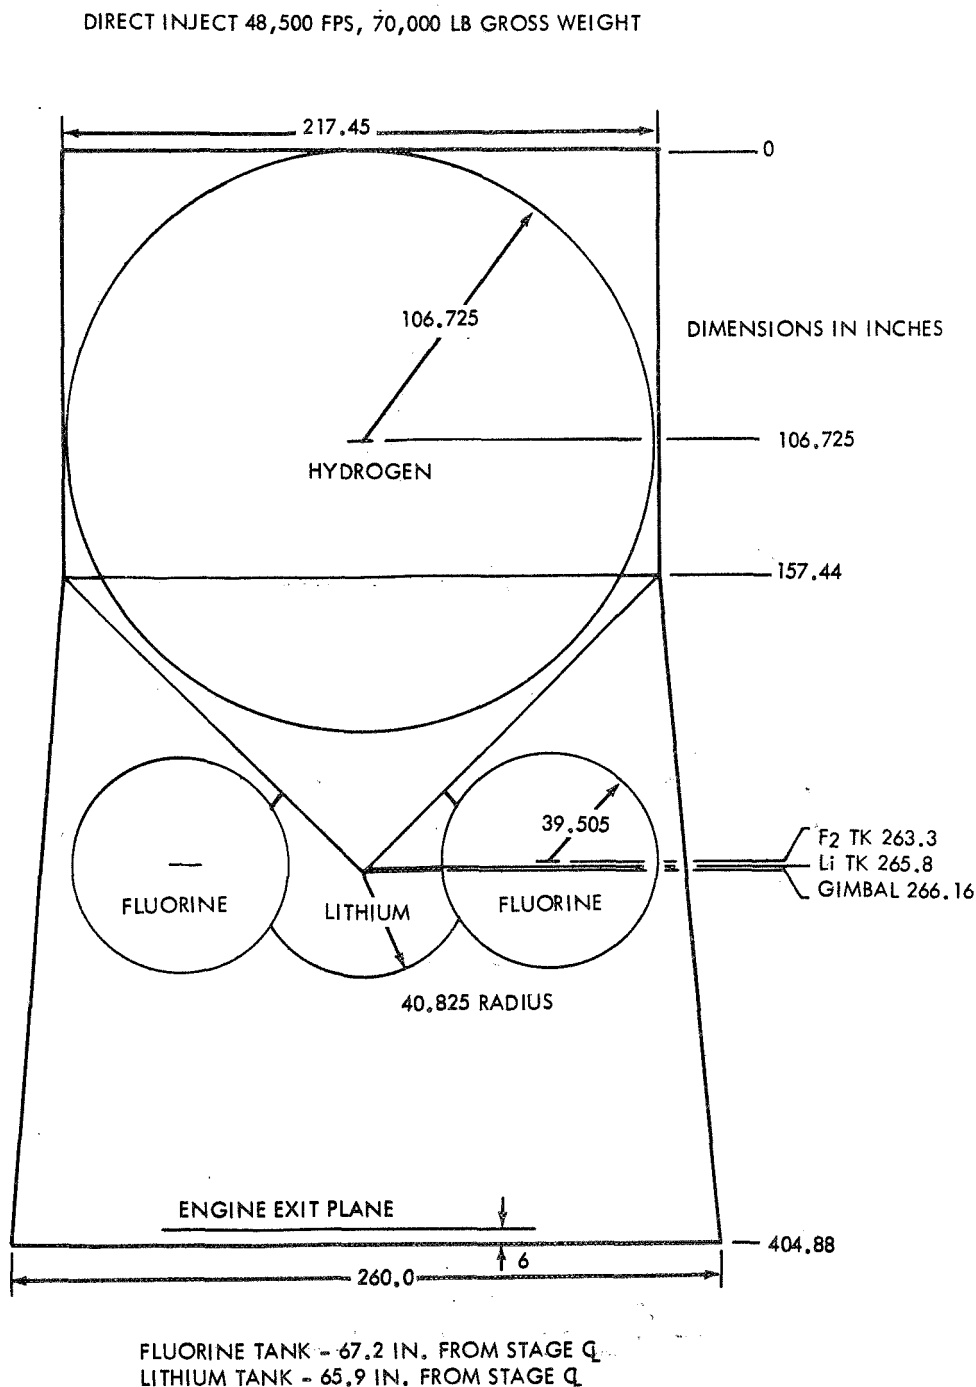 DIRECT INJECT 48,500 FPS, 70,000 LB GROSS WEIGHT
217.45
0
106.725
DIMENSIONS IN INCHES
106.725
HYDROGEN
157.44
39.505
F2 TK 263.3
Li TK 265.8
GIMBAL 266.16
FLUORINE
LITHIUM
FLUORINE
40.825 RADIUS
ENGINE EXIT PLANE
6
404.88
260.0
FLUORINE TANK - 67.2 IN. FROM STAGE ℄
LITHIUM TANK - 65.9 IN. FROM STAGE ℄